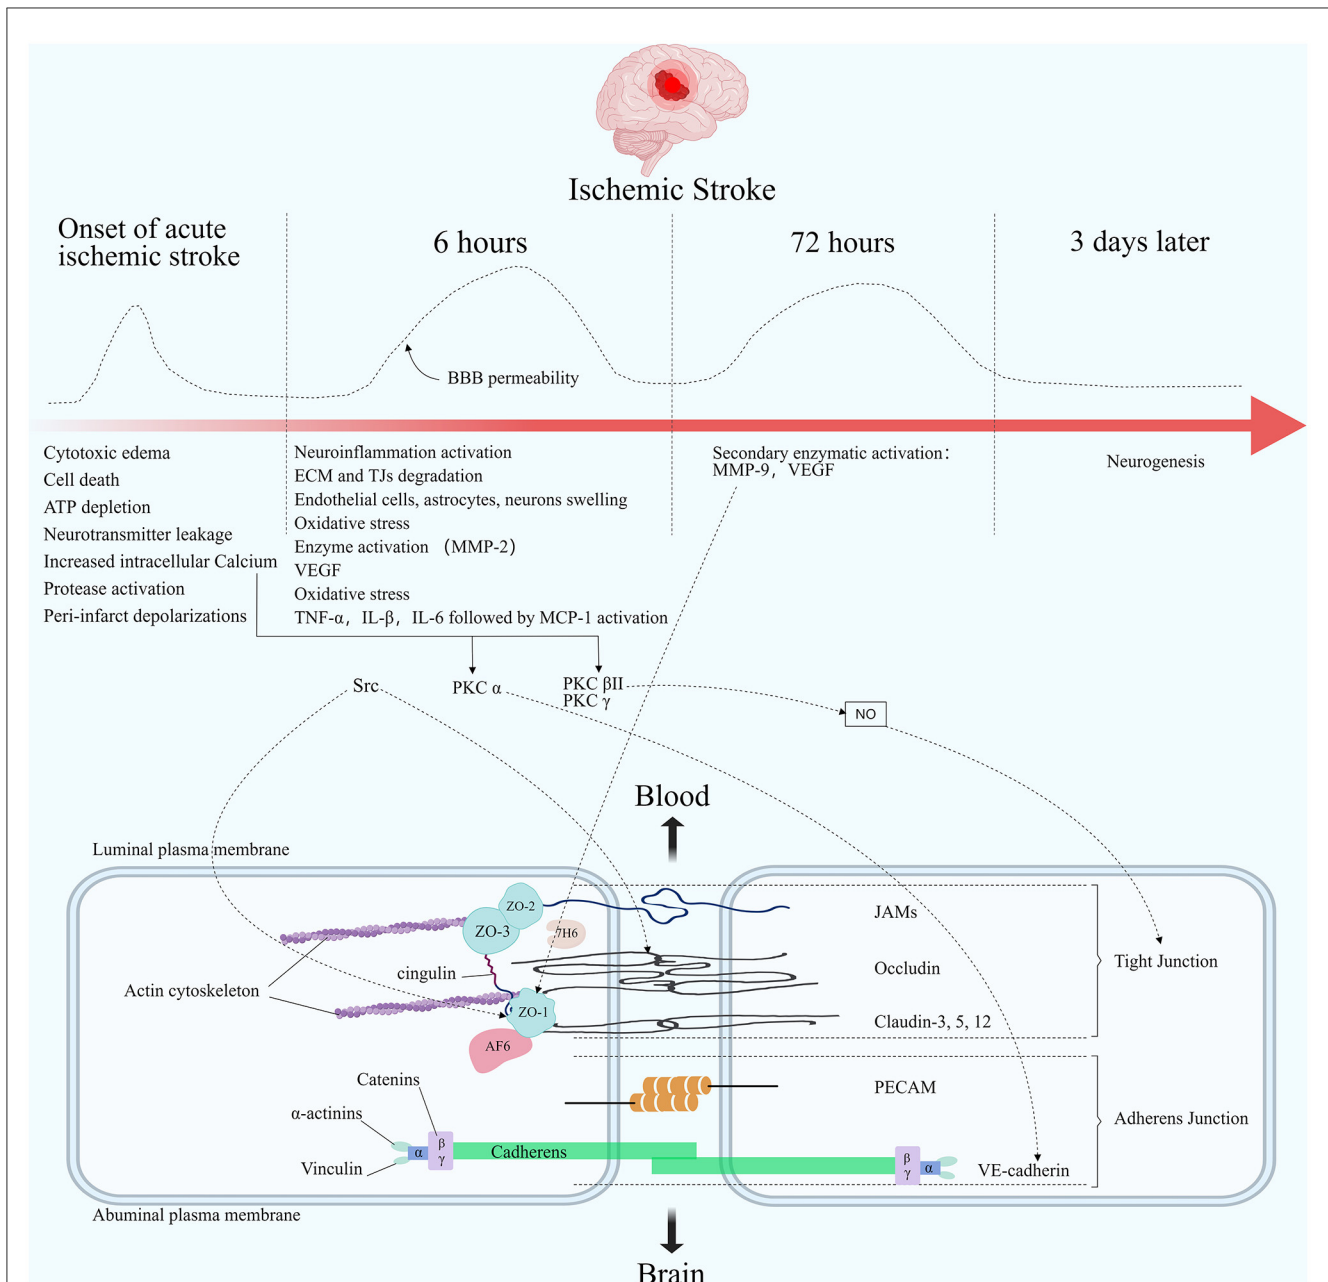 Ischemic Stroke
Onset of acute
ischemic stroke
6 hours
72 hours
3 days later
BBB permeability
Cytotoxic edema
Cell death
ATP depletion
Neurotransmitter leakage
Increased intracellular Calcium
Protease activation
Peri-infarct depolarizations
Neuroinflammation activation
ECM and TJs degradation
Endothelial cells, astrocytes, neurons swelling
Oxidative stress
Enzyme activation （MMP-2）
VEGF
Oxidative stress
TNF-α， IL-β， IL-6 followed by MCP-1 activation
Secondary enzymatic activation：
MMP-9， VEGF
Neurogenesis
Src
PKC α
PKC βII
PKC γ
NO
Blood
Luminal plasma membrane
ZO-2
ZO-3
7H6
JAMs
cingulin
Occludin
Tight Junction
Actin cytoskeleton
ZO-1
Claudin-3, 5, 12
AF6
Catenins
PECAM
α-actinins
Adherens Junction
α
β
γ
Cadherens
β
γ
α
Vinculin
VE-cadherin
Abuminal plasma membrane
Brain